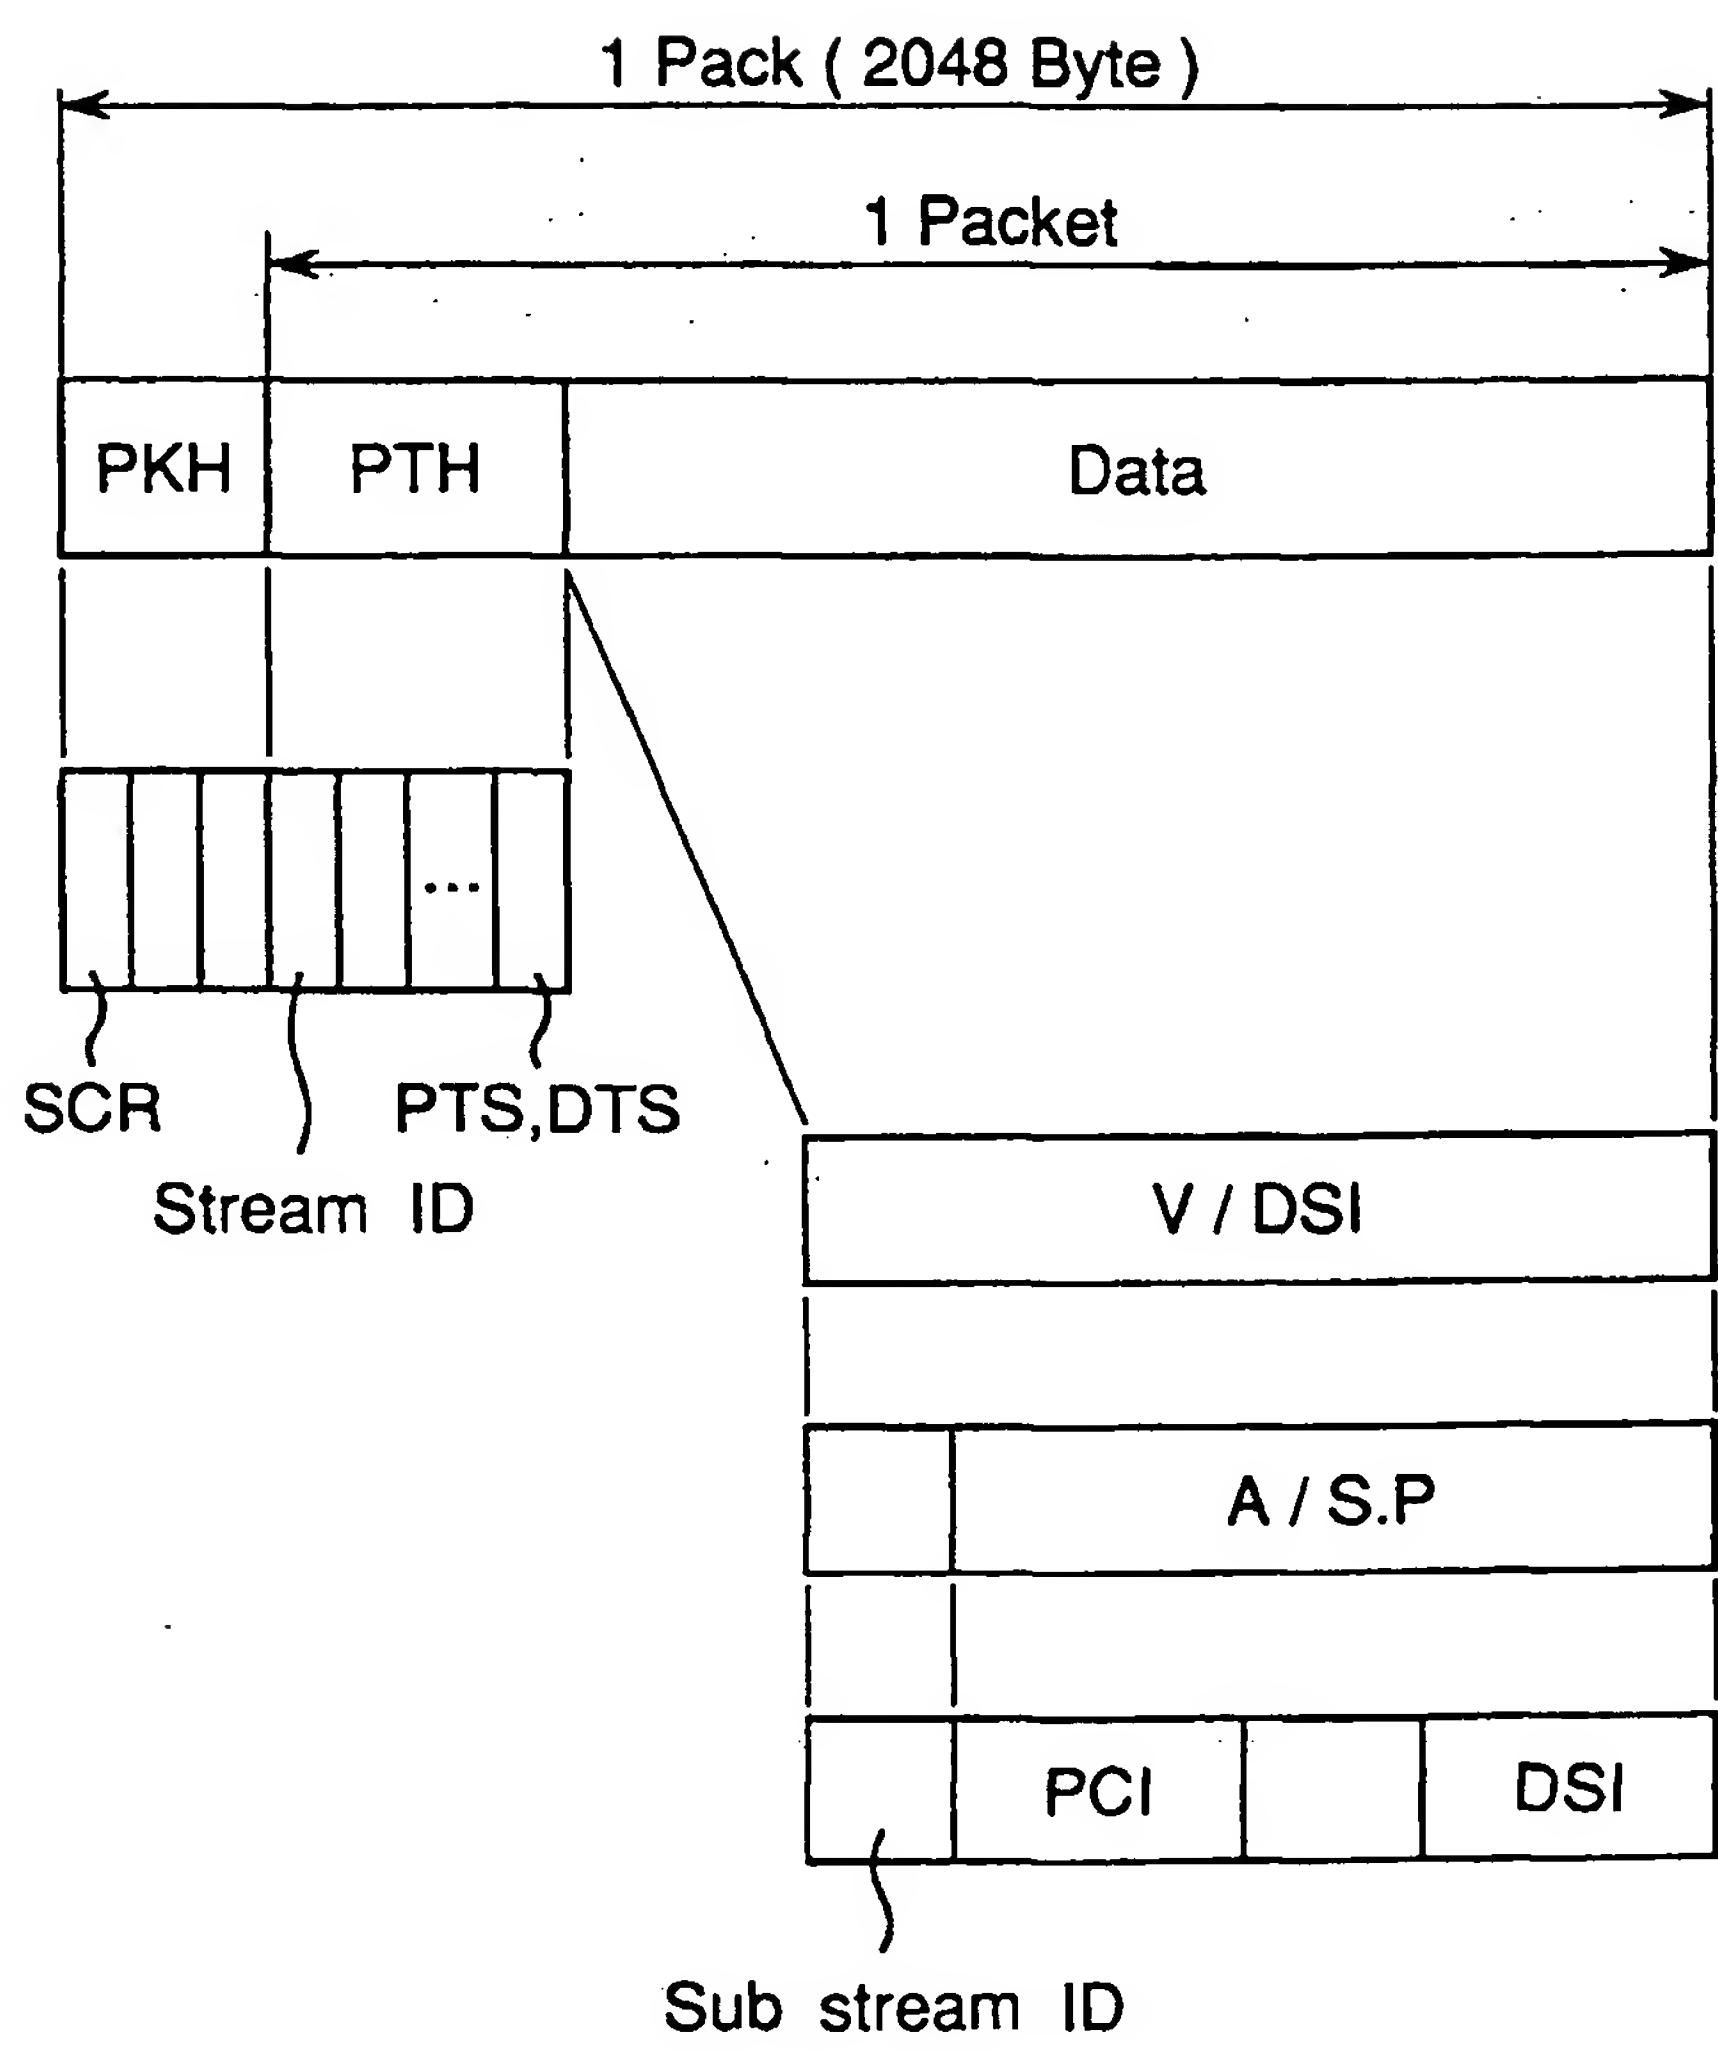 1 Pack ( 2048 Byte )
1 Packet
PKH PTH Data
...
SCR PTS,DTS
Stream ID
V / DSI
A / S.P
PCI DSI
Sub stream ID